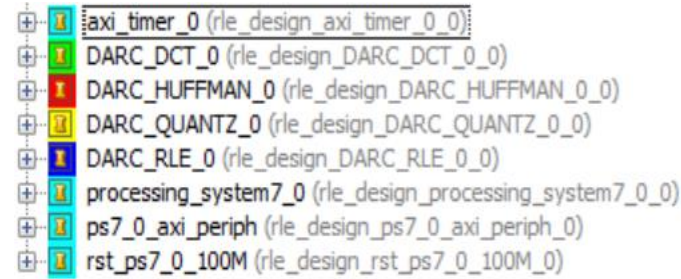 axi_timer_0 (rle_design_axi_timer_0_0)
DARC_DCT_0 (rle_design_DARC_DCT_0_0)
DARC_HUFFMAN_0 (rle_design_DARC_HUFFMAN_0_0)
DARC_QUANTZ_0 (rle_design_DARC_QUANTZ_0_0)
DARC_RLE_0 (rle_design_DARC_RLE_0_0)
processing_system7_0 (rle_design_processing_system7_0_0)
ps7_0_axi_periph (rle_design_ps7_0_axi_periph_0)
rst_ps7_0_100M (rle_design_rst_ps7_0_100M_0)